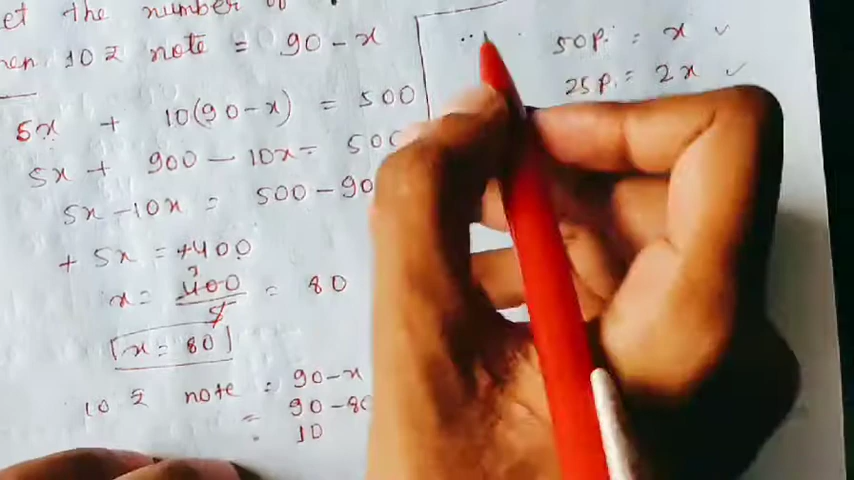 et the number of
en 10 ₹ note = 90 - x
5x + 10(90 - x) = 500
5x + 900 - 10x = 500
5x - 10x = 500 - 90
+ 5x = +400
x = 400/5 = 80
x = 80
10 ₹ note = 90 - x
= 90 - 80
10
50p. = x ✓
25p. = 2x ✓